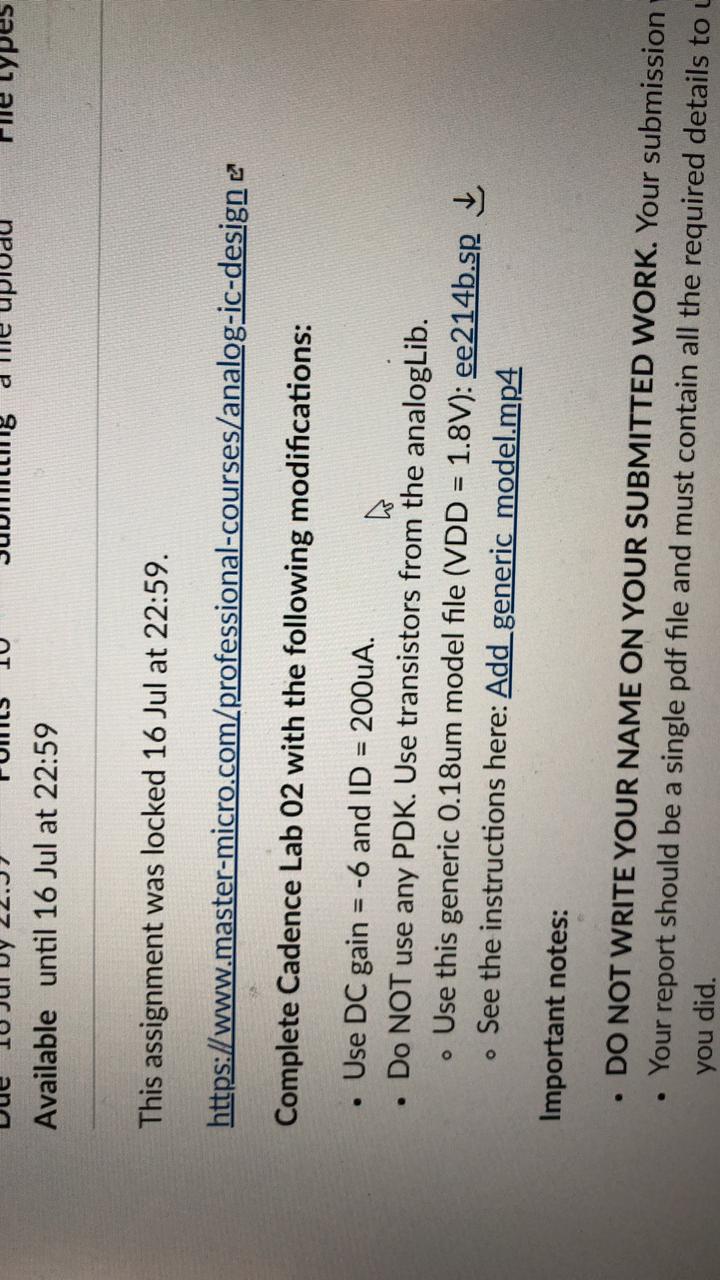 Due 16 Jul by 22:59 Points 10 Submitting a file upload File types
Available until 16 Jul at 22:59
This assignment was locked 16 Jul at 22:59.
https://www.master-micro.com/professional-courses/analog-ic-design
Complete Cadence Lab 02 with the following modifications:
• Use DC gain = -6 and ID = 200uA.
• Do NOT use any PDK. Use transistors from the analogLib.
◦ Use this generic 0.18um model file (VDD = 1.8V): ee214b.sp
◦ See the instructions here: Add_generic_model.mp4
Important notes:
• DO NOT WRITE YOUR NAME ON YOUR SUBMITTED WORK. Your submission
• Your report should be a single pdf file and must contain all the required details to
you did.